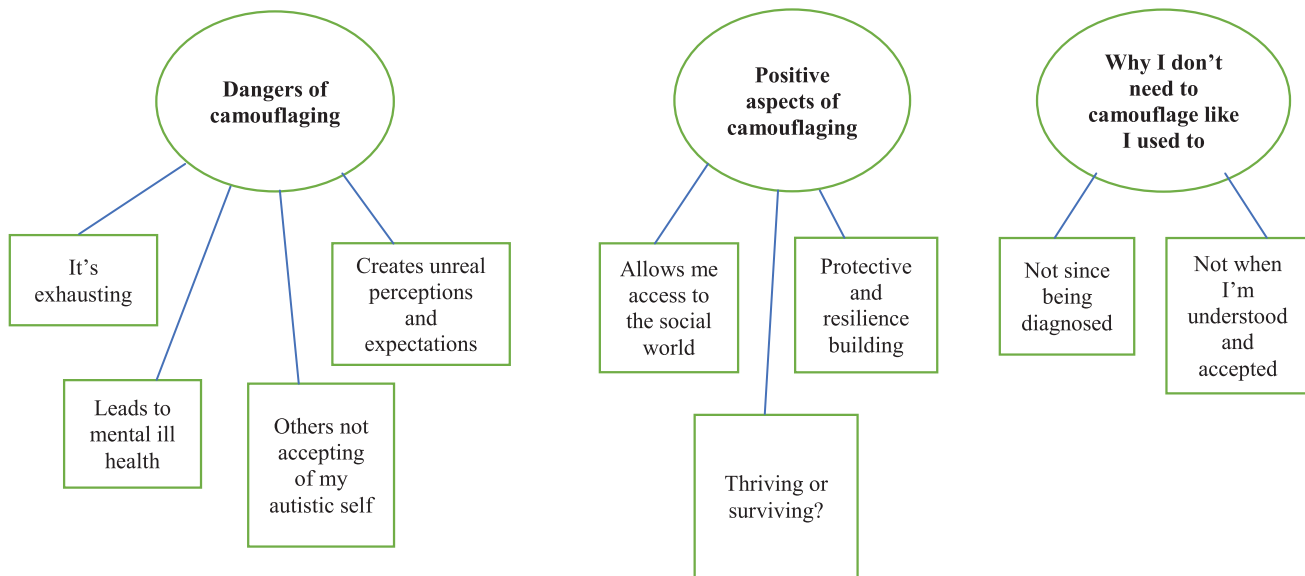 Dangers of
camouflaging
It’s
exhausting
Leads to
mental ill
health
Others not
accepting
of my
autistic self
Creates unreal
perceptions
and
expectations
Positive
aspects of
camouflaging
Allows me
access to
the social
world
Thriving or
surviving?
Protective
and
resilience
building
Why I don’t
need to
camouflage like
I used to
Not since
being
diagnosed
Not when
I’m
understood
and
accepted